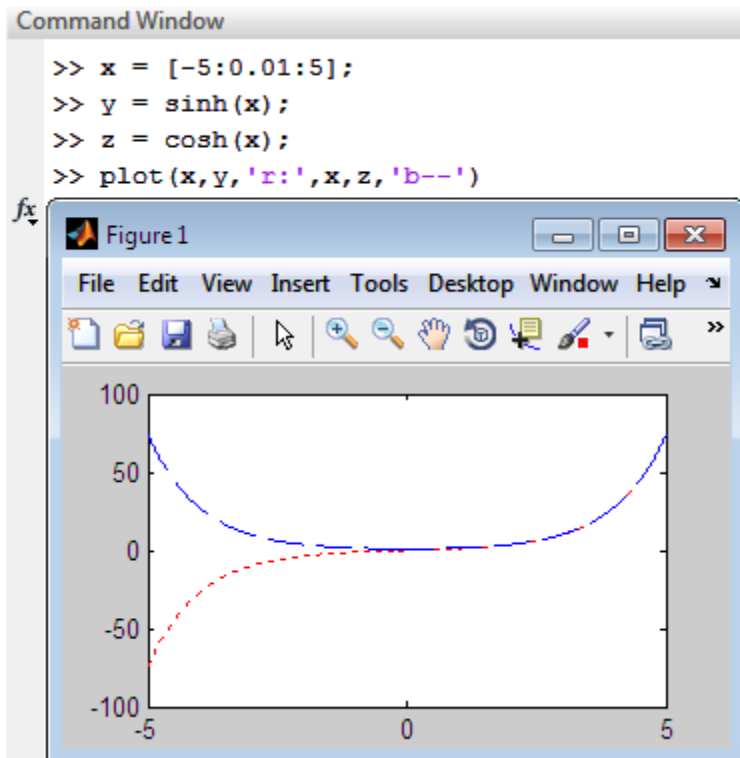 Command Window
>> x = [-5:0.01:5];
>> y = sinh(x);
>> z = cosh(x);
>> plot(x,y,'r:',x,z,'b--')
fx
Figure 1
File Edit View Insert Tools Desktop Window Help
100
50
0
-50
-100
-5 0 5